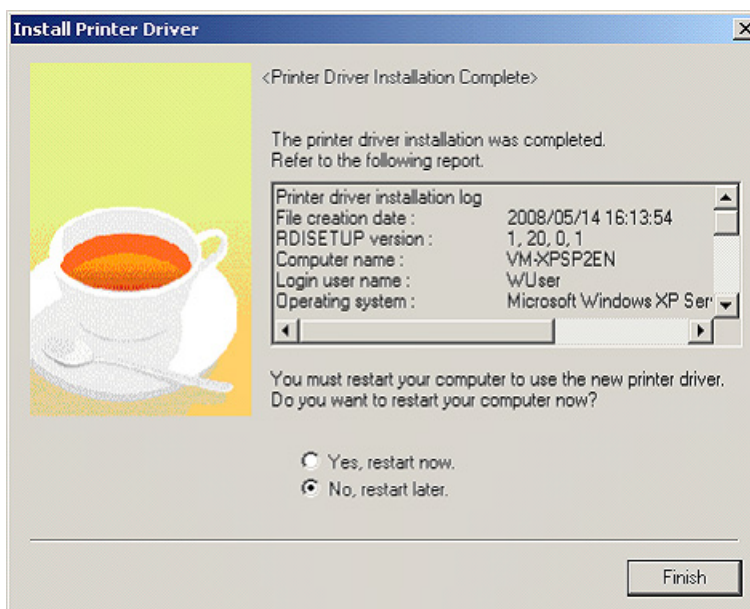 Install Printer Driver
<Printer Driver Installation Complete>
The printer driver installation was completed.
Refer to the following report.
Printer driver installation log
File creation date : 2008/05/14 16:13:54
RDISETUP version : 1, 20, 0, 1
Computer name : VM-XPSP2EN
Login user name : WUser
Operating system : Microsoft Windows XP Ser
You must restart your computer to use the new printer driver.
Do you want to restart your computer now?
Yes, restart now.
No, restart later.
Finish